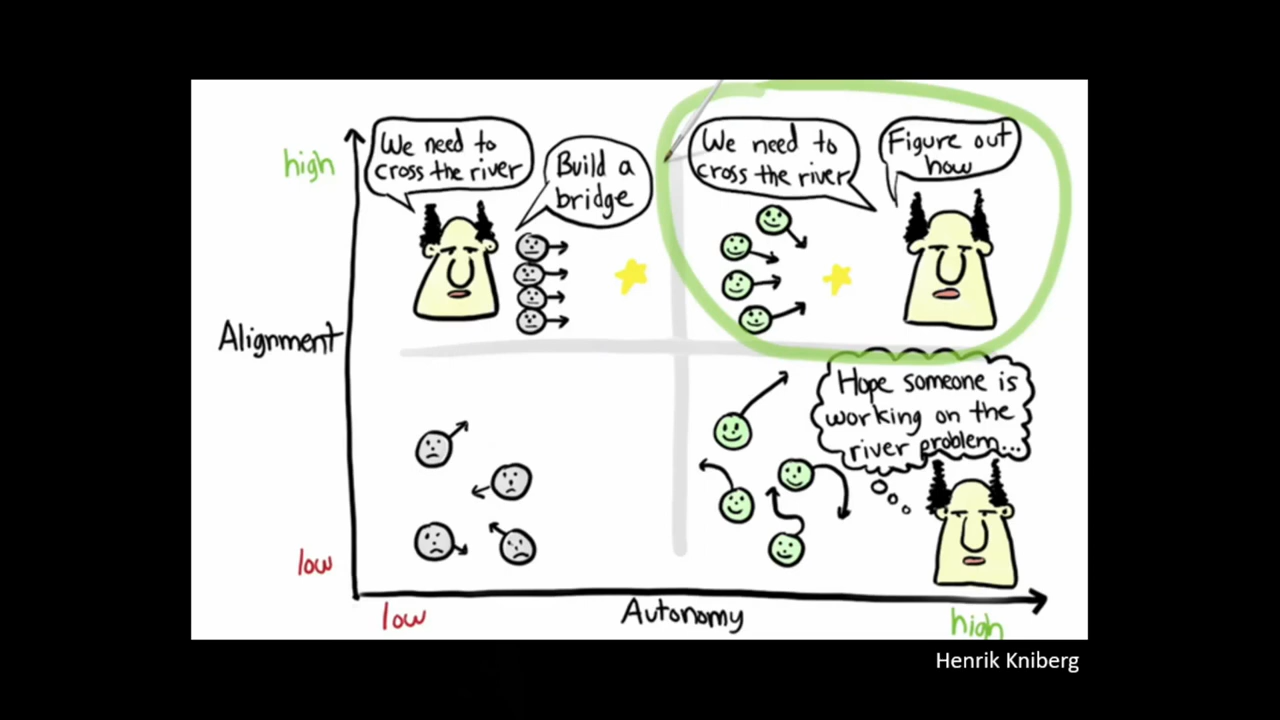 high
We need to
cross the river
Build a
bridge
We need to
cross the river
Figure out
how
Alignment
Hope someone is
working on the
river problem...
low
low
Autonomy
high
Henrik Kniberg